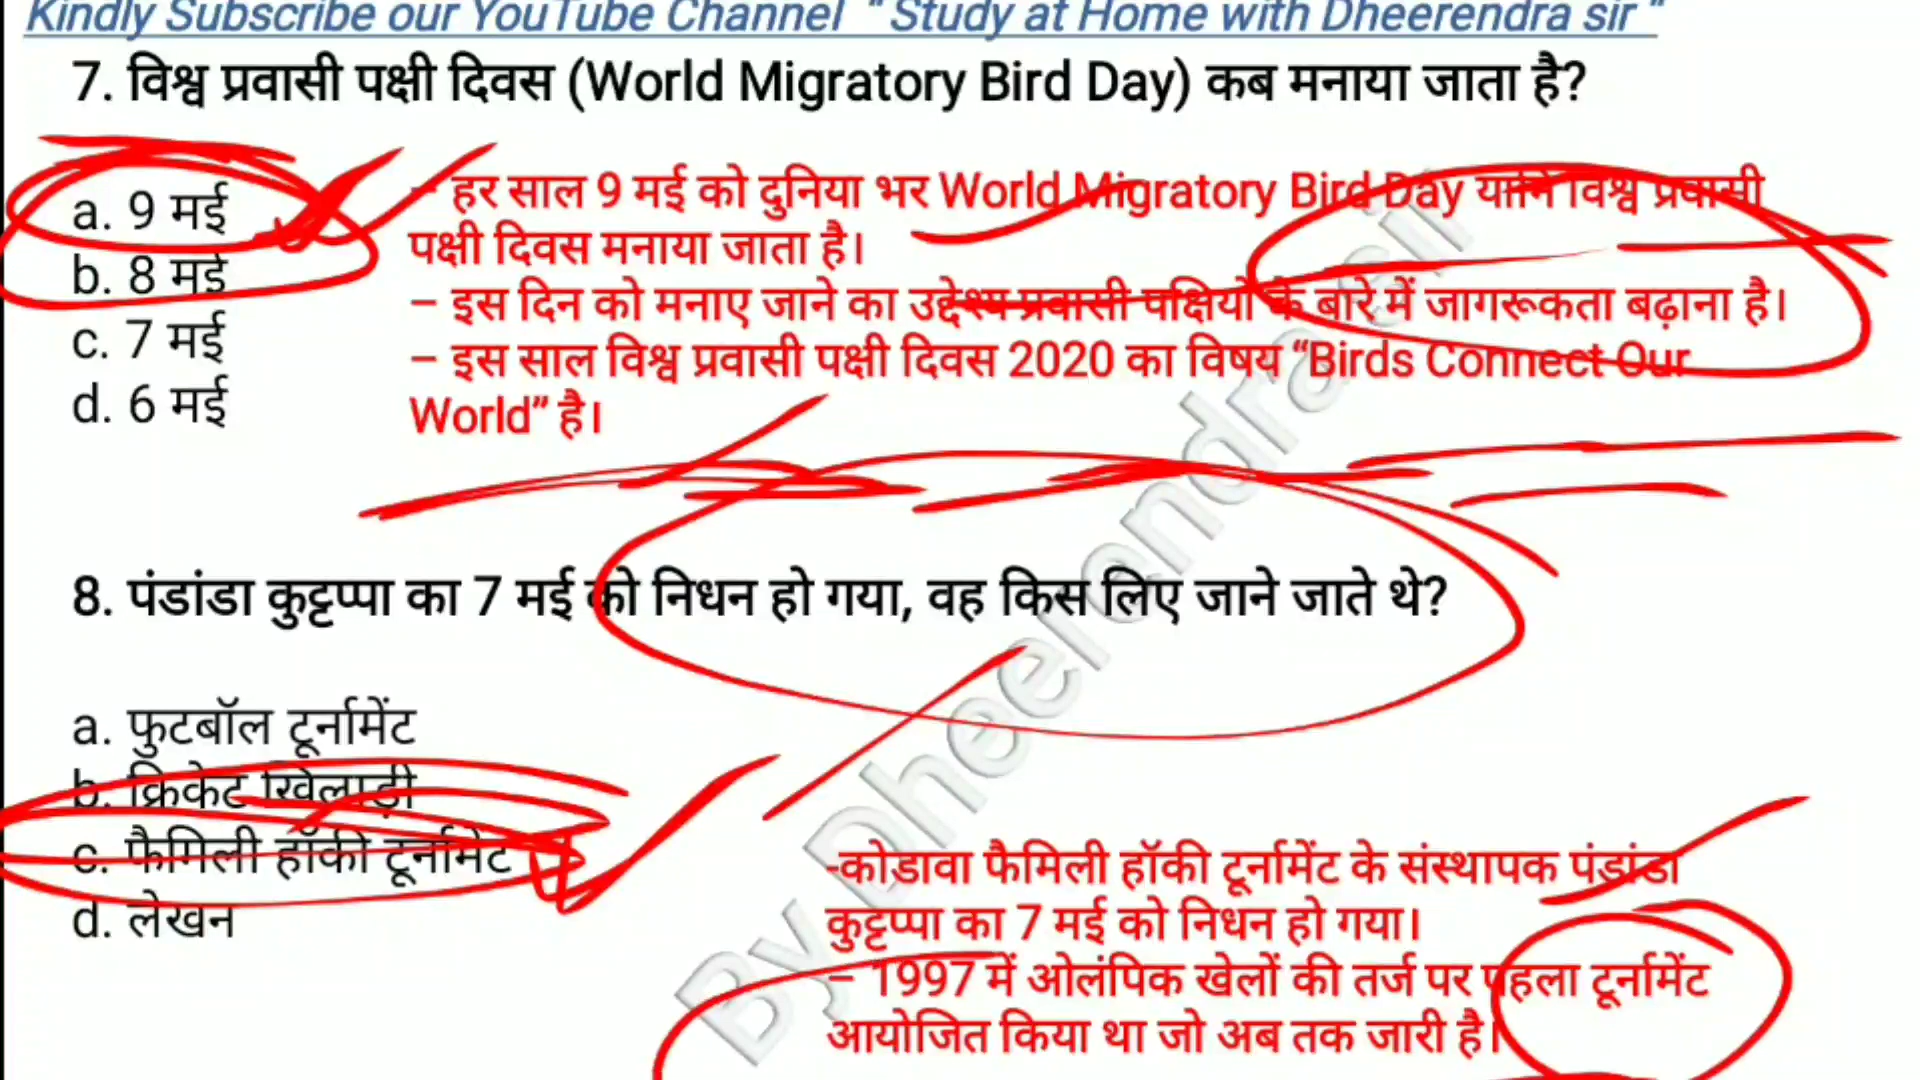 Kindly Subscribe our YouTube Channel " Study at Home with Dheerendra sir "
7. विश्व प्रवासी पक्षी दिवस (World Migratory Bird Day) कब मनाया जाता है?
a. 9 मई
b. 8 मई
c. 7 मई
d. 6 मई
– हर साल 9 मई को दुनिया भर World Migratory Bird Day यानि विश्व प्रवासी
पक्षी दिवस मनाया जाता है।
– इस दिन को मनाए जाने का उद्देश्य प्रवासी पक्षियों के बारे में जागरूकता बढ़ाना है।
– इस साल विश्व प्रवासी पक्षी दिवस 2020 का विषय “Birds Connect Our
World” है।
8. पंडांडा कुट्टप्पा का 7 मई को निधन हो गया, वह किस लिए जाने जाते थे?
a. फुटबॉल टूर्नामेंट
b. क्रिकेट खिलाड़ी
c. फैमिली हॉकी टूर्नामेंट
d. लेखन
-कोडावा फैमिली हॉकी टूर्नामेंट के संस्थापक पंडांडा
कुट्टप्पा का 7 मई को निधन हो गया।
– 1997 में ओलंपिक खेलों की तर्ज पर पहला टूर्नामेंट
आयोजित किया था जो अब तक जारी है।
By Dheerendra sir